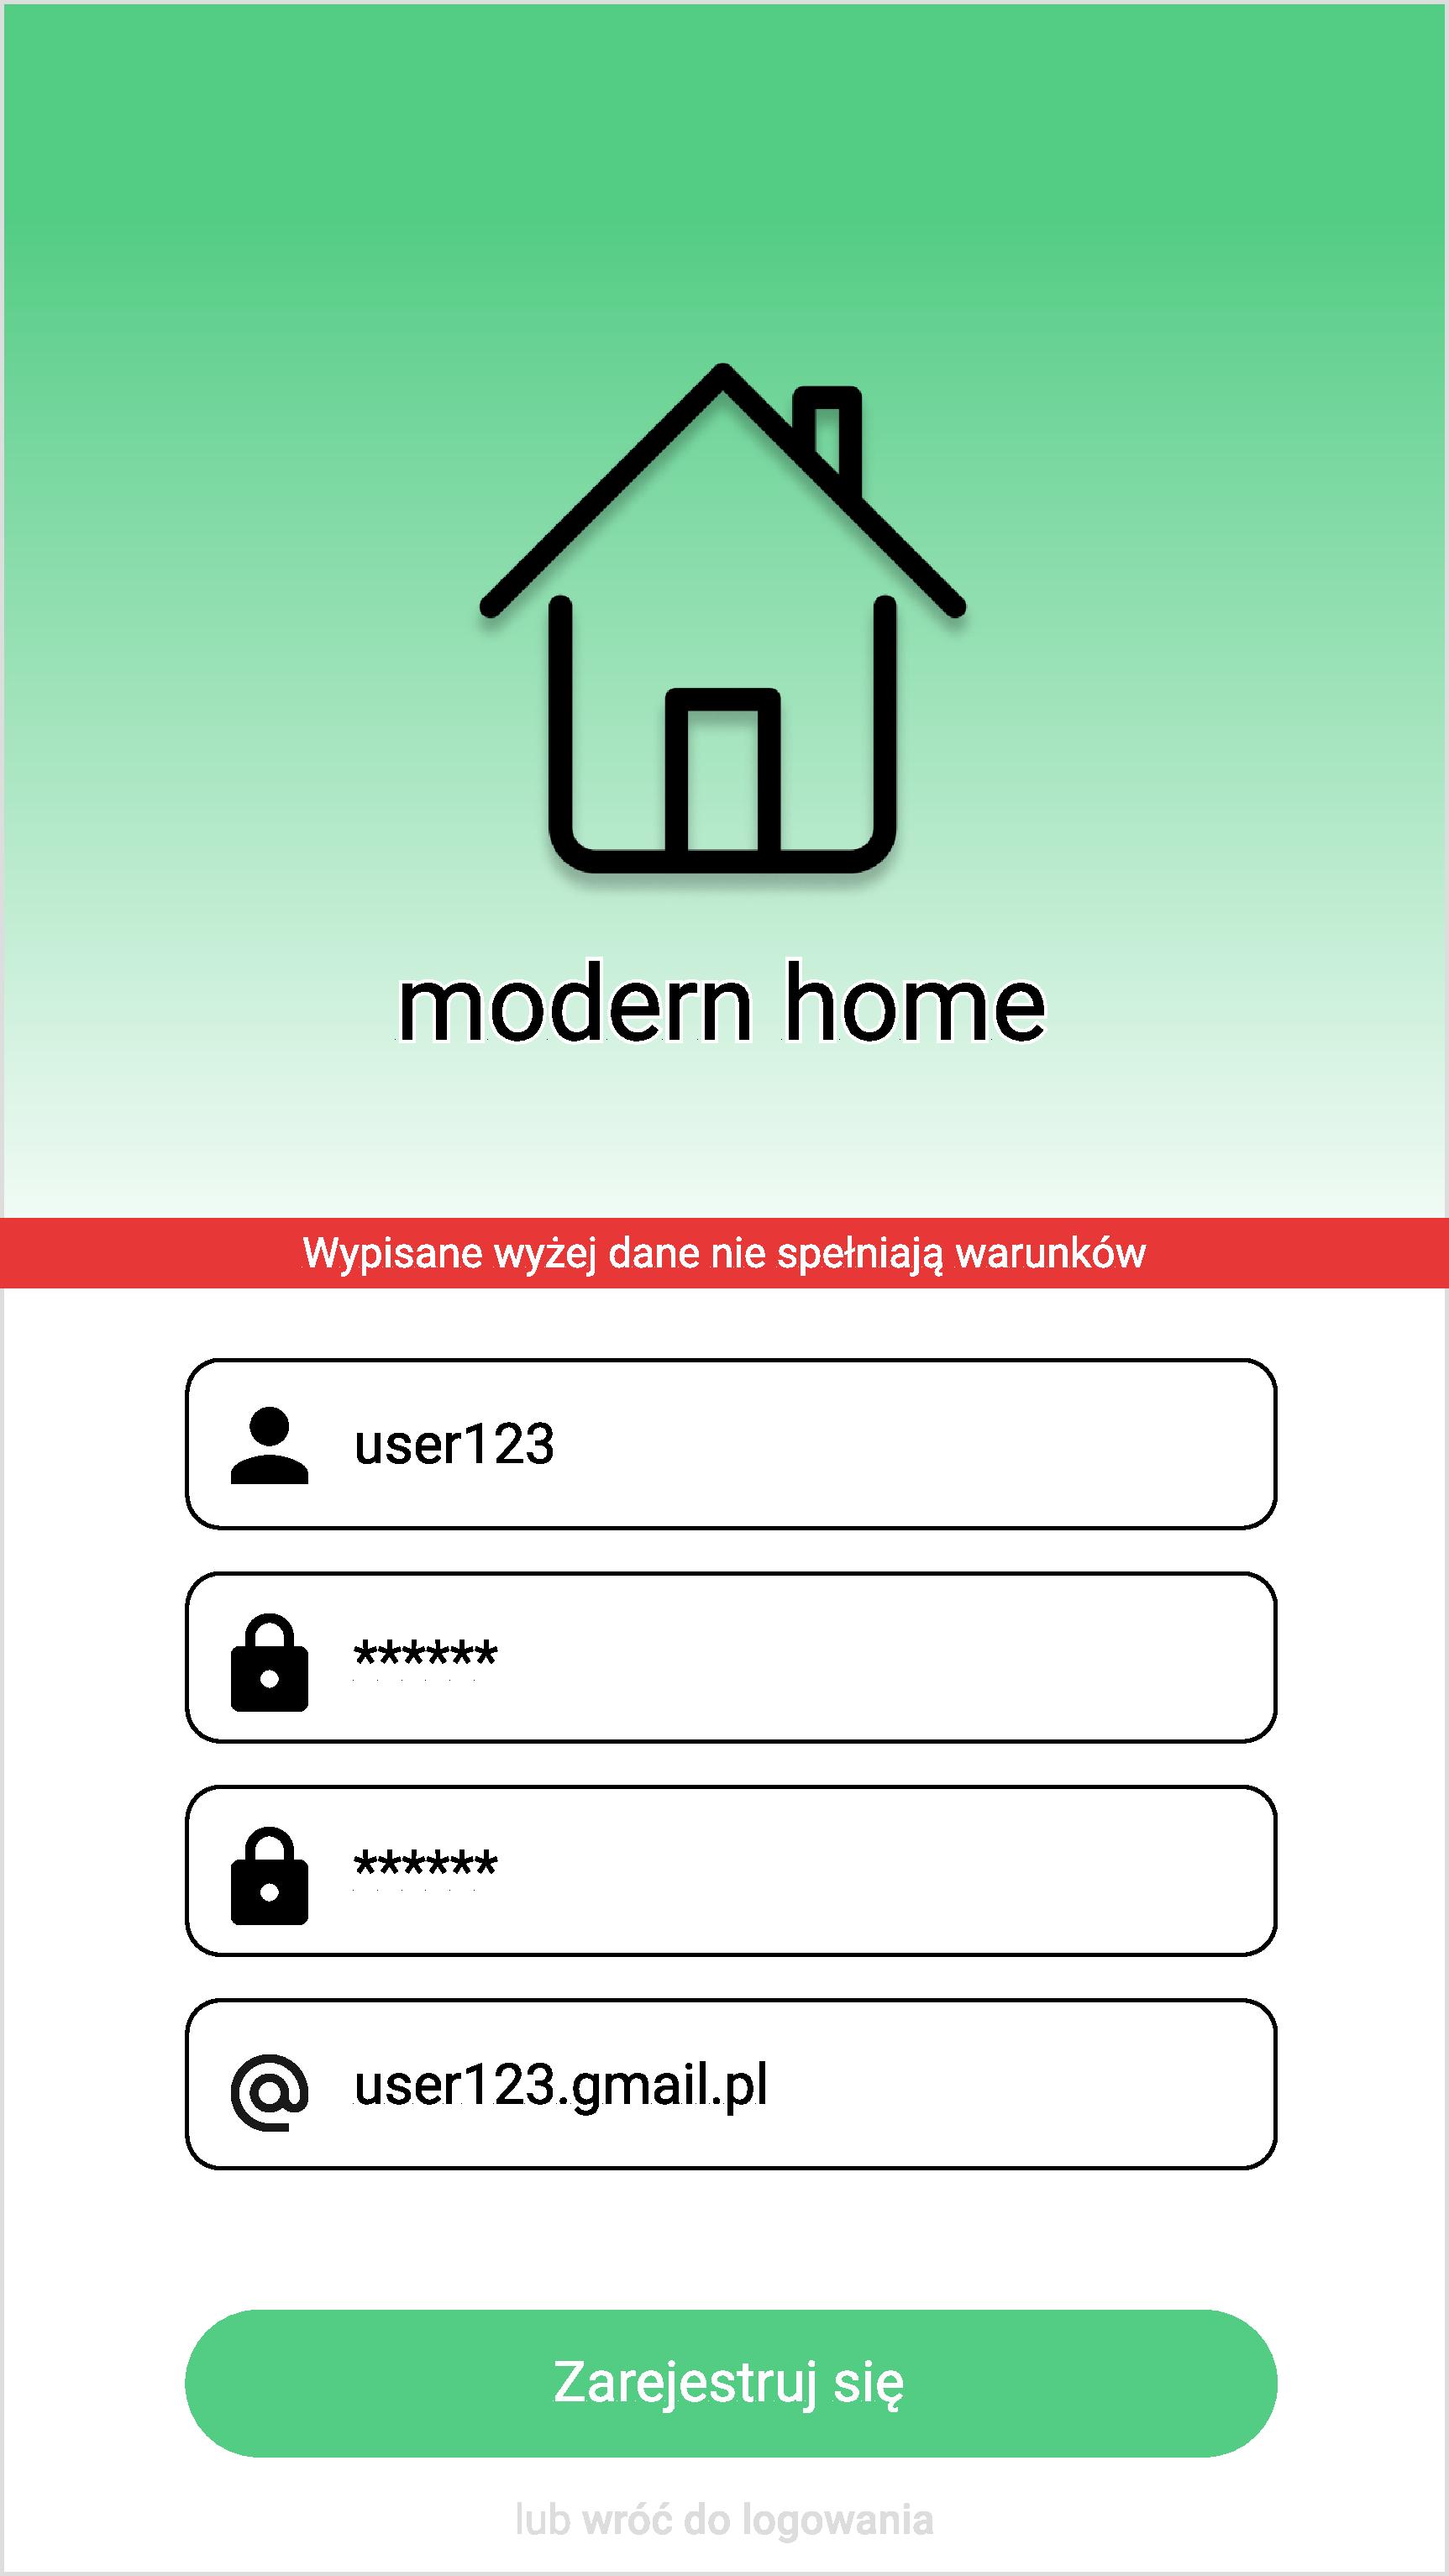 modern home
Wypisane wyżej dane nie spełniają warunków
user123
******
******
user123.gmail.pl
Zarejestruj się
lub wróć do logowania